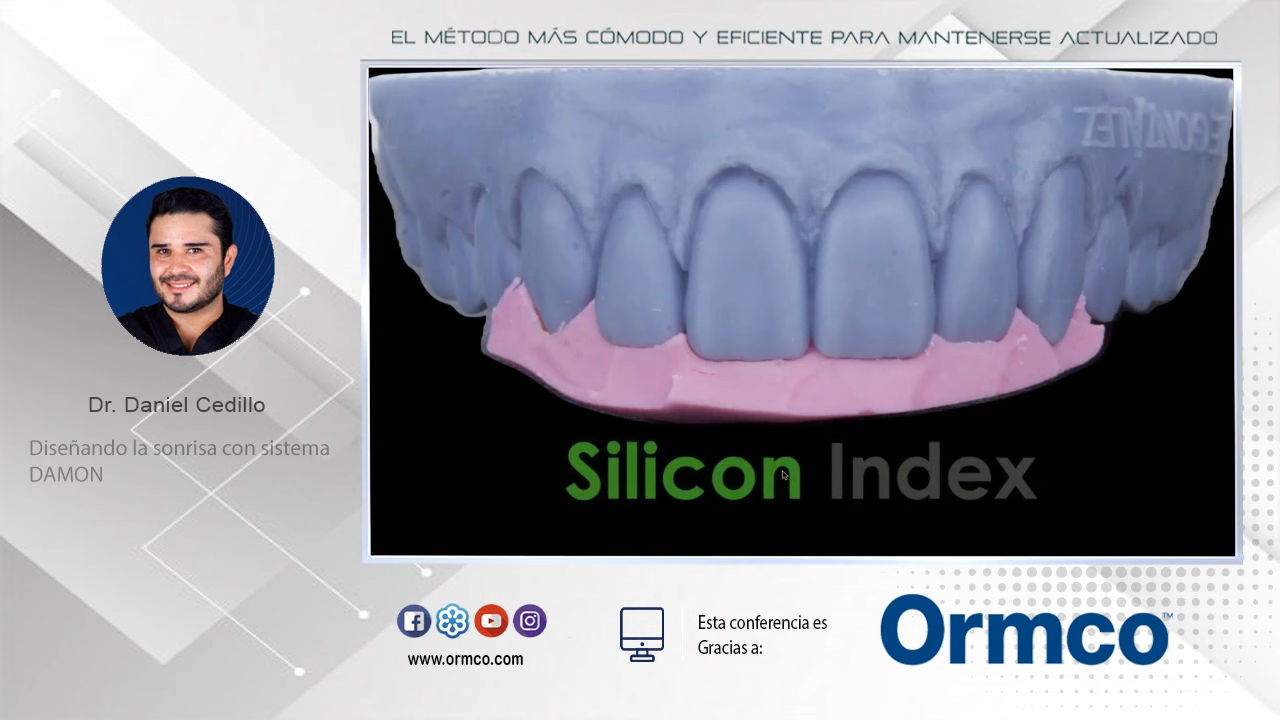 EL MÉTODO MÁS CÓMODO Y EFICIENTE PARA MANTENERSE ACTUALIZADO
Dr. Daniel Cedillo
Diseñando la sonrisa con sistema
DAMON
Silicon Index
www.ormco.com
Esta conferencia es
Gracias a:
Ormco™